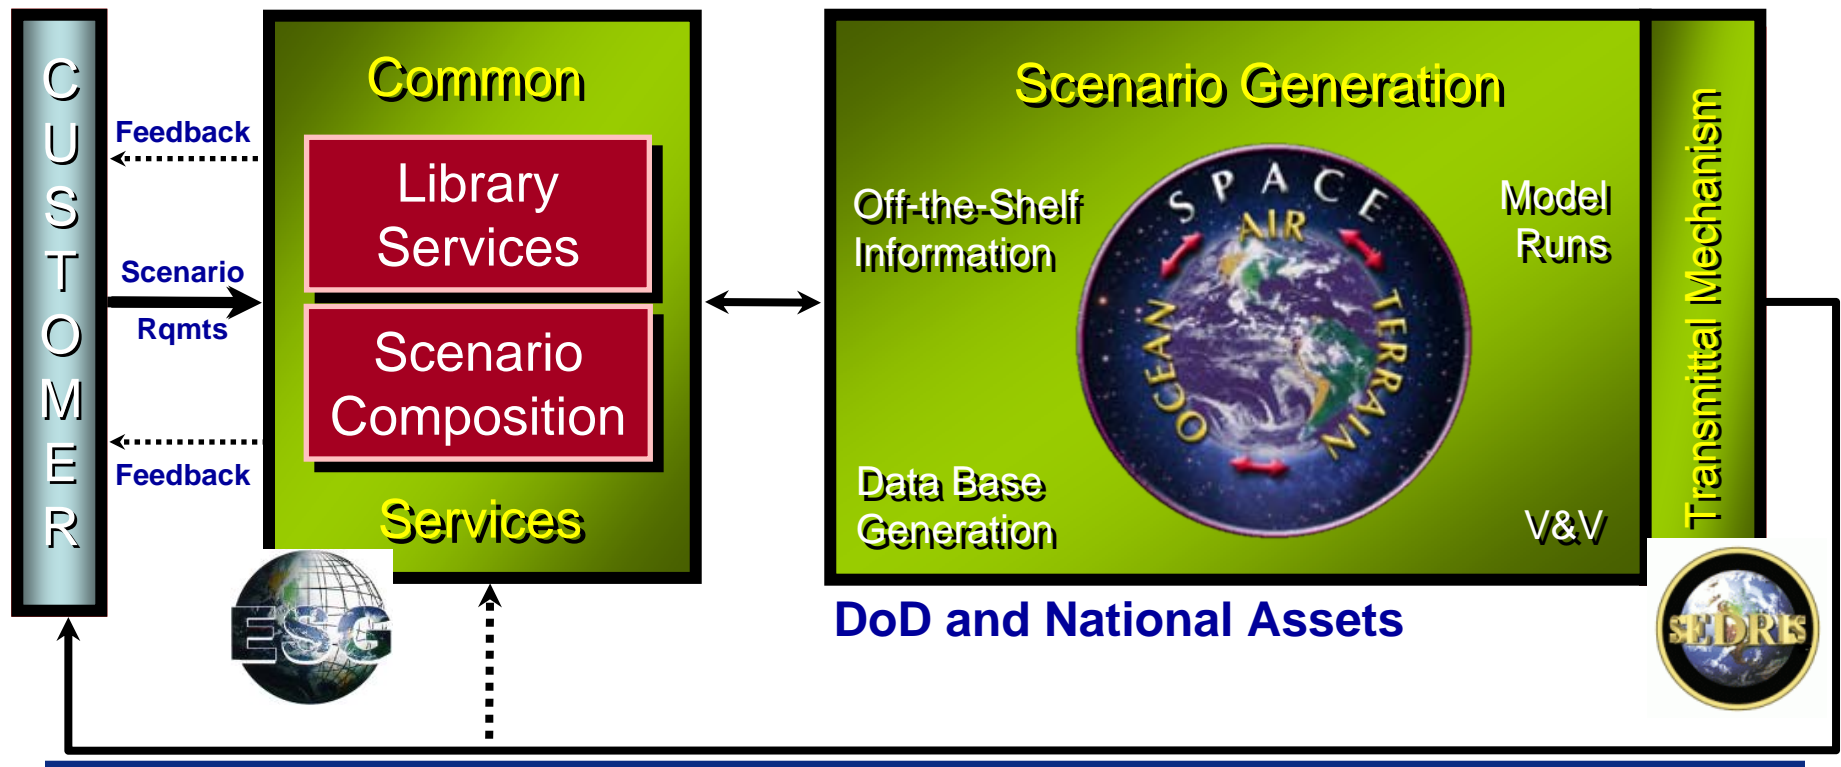 CUSTOMER
Feedback
Scenario
Rqmts
Feedback
Common
Library
Services
Scenario
Composition
Services
ESG
Scenario Generation
Off-the-Shelf
Information
Model
Runs
SPACE
AIR
OCEAN
TERRAIN
Data Base
Generation
V&V
DoD and National Assets
Transmittal Mechanism
SEDRIS